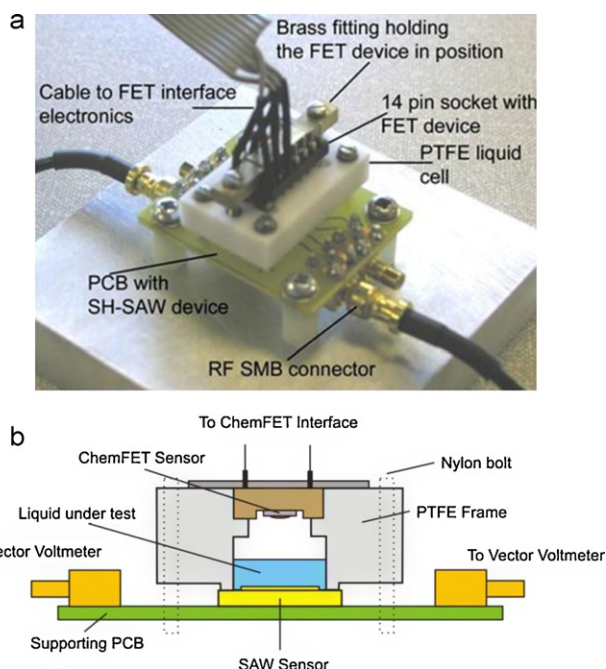 a
Brass fitting holding
the FET device in position
Cable to FET interface
electronics
14 pin socket with
FET device
PTFE liquid
cell
PCB with
SH-SAW device
RF SMB connector
b
To ChemFET Interface
ChemFET Sensor
Nylon bolt
Liquid under test
PTFE Frame
ector Voltmeter
To Vector Voltmeter
Supporting PCB
SAW Sensor